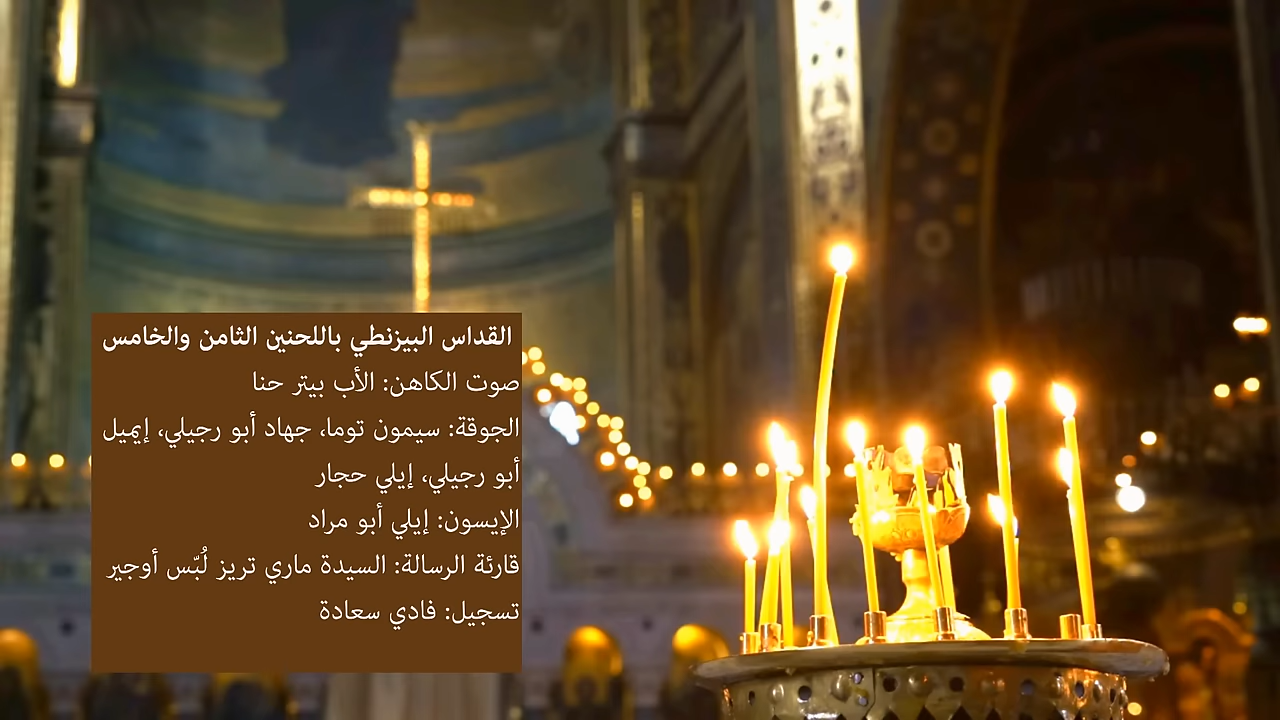 القداس البيزنطي باللحنين الثامن والخامس
صوت الكاهن: الأب بيتر حنا
الجوقة: سيمون توما، جهاد أبو رجيلي، إيميل
أبو رجيلي، إيلي حجار
الإيسون: إيلي أبو مراد
قارئة الرسالة: السيدة ماري تريز لُبّس أوجير
تسجيل: فادي سعادة